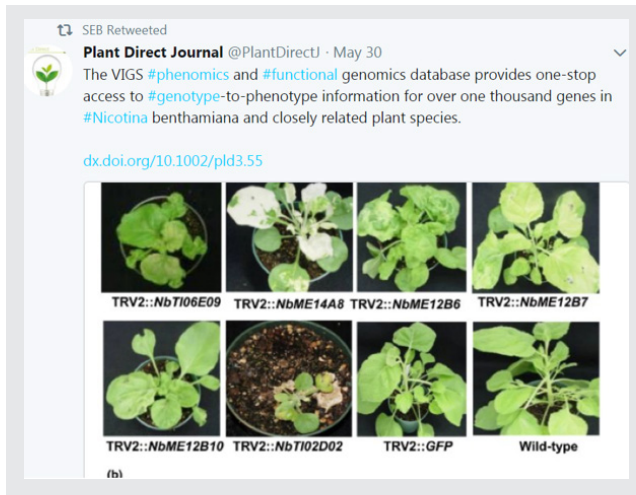 SEB Retweeted
Plant Direct Journal @PlantDirectJ · May 30
The VIGS #phenomics and #functional genomics database provides one-stop
access to #genotype-to-phenotype information for over one thousand genes in
#Nicotina benthamiana and closely related plant species.
dx.doi.org/10.1002/pld3.55
TRV2::NbTI06E09 TRV2::NbME14A8 TRV2::NbME12B6 TRV2::NbME12B7
TRV2::NbME12B10 TRV2::NbTI02D02 TRV2::GFP Wild-type
(b)